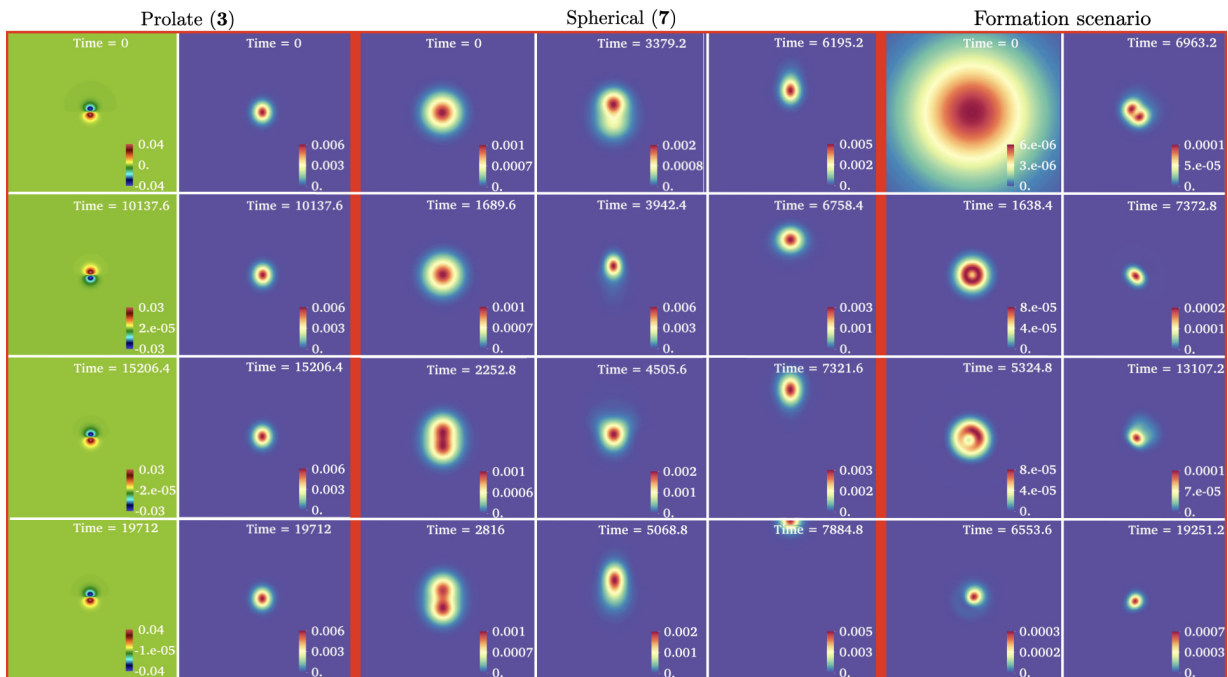 Prolate (3) Spherical (7) Formation scenario
Time = 0 Time = 0 Time = 0 Time = 3379.2 Time = 6195.2 Time = 0 Time = 6963.2
0.04 0.006 0.001 0.002 0.005 6e-06 0.0001
0. 0.003 0.0007 0.0008 0.002 3e-06 5e-05
-0.04 0. 0. 0. 0. 0. 0.
Time = 10137.6 Time = 10137.6 Time = 1689.6 Time = 3942.4 Time = 6758.4 Time = 1638.4 Time = 7372.8
0.03 0.006 0.001 0.006 0.003 8e-05 0.0002
2.e-05 0.003 0.0007 0.003 0.001 4e-05 0.0001
-0.03 0. 0. 0. 0. 0. 0.
Time = 15206.4 Time = 15206.4 Time = 2252.8 Time = 4505.6 Time = 7321.6 Time = 5324.8 Time = 13107.2
0.03 0.006 0.001 0.002 0.003 8e-05 0.0001
-2.e-05 0.003 0.0006 0.001 0.002 4e-05 7e-05
-0.03 0. 0. 0. 0. 0. 0.
Time = 19712 Time = 19712 Time = 2816 Time = 5068.8 Time = 7884.8 Time = 6553.6 Time = 19251.2
0.04 0.006 0.001 0.002 0.005 0.0003 0.0007
-1.e-05 0.003 0.0007 0.001 0.003 0.0002 0.0003
-0.04 0. 0. 0. 0. 0. 0.